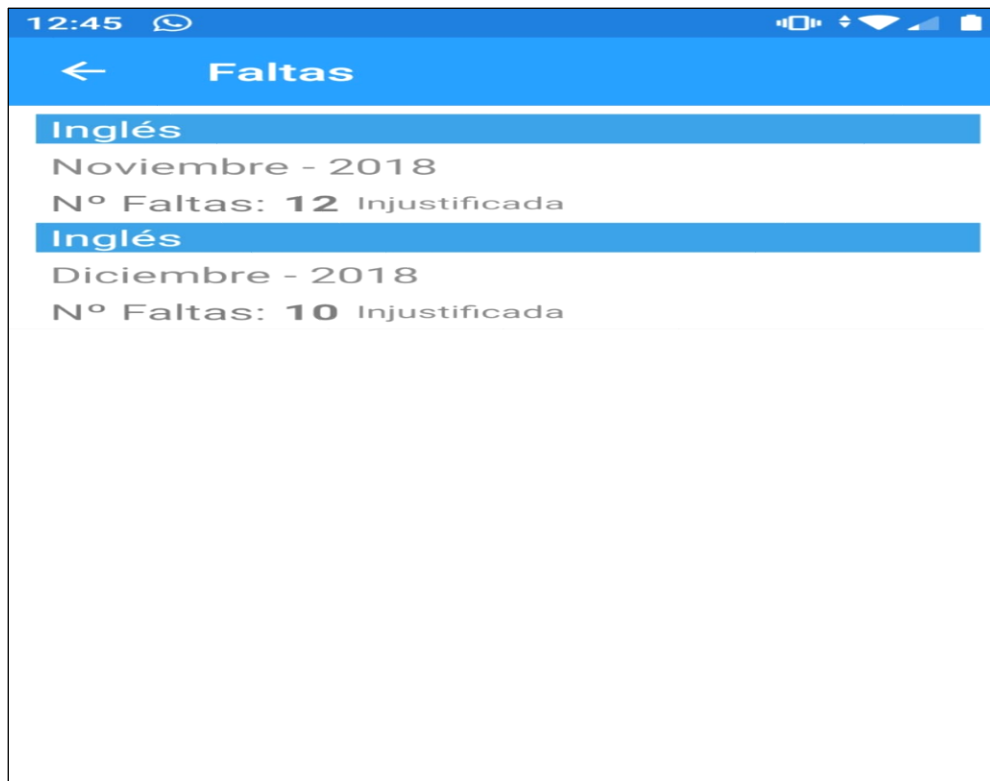 12:45
Faltas
Inglés
Noviembre - 2018
Nº Faltas: 12 Injustificada
Inglés
Diciembre - 2018
Nº Faltas: 10 Injustificada